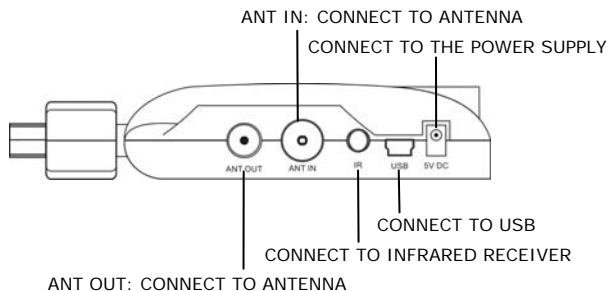 ANT IN: CONNECT TO ANTENNA
CONNECT TO THE POWER SUPPLY
ANT OUT
ANT IN
IR
USB
5V DC
CONNECT TO USB
CONNECT TO INFRARED RECEIVER
ANT OUT: CONNECT TO ANTENNA